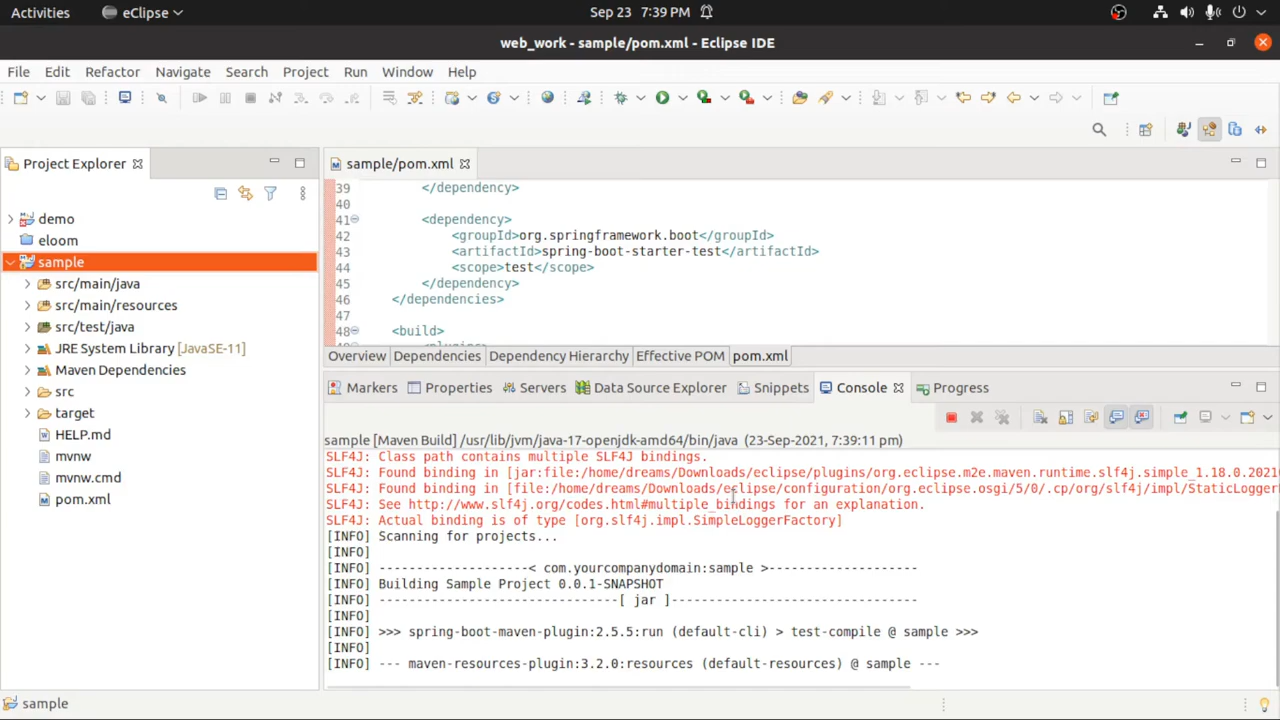 Activities eClipse Sep 23 7:39 PM
web_work - sample/pom.xml - Eclipse IDE
File Edit Refactor Navigate Search Project Run Window Help
Project Explorer
demo
eloom
sample
src/main/java
src/main/resources
src/test/java
JRE System Library [JavaSE-11]
Maven Dependencies
src
target
HELP.md
mvnw
mvnw.cmd
pom.xml
sample/pom.xml
39 </dependency>
40
41 <dependency>
42 <groupId>org.springframework.boot</groupId>
43 <artifactId>spring-boot-starter-test</artifactId>
44 <scope>test</scope>
45 </dependency>
46 </dependencies>
47
48 <build>
Overview Dependencies Dependency Hierarchy Effective POM pom.xml
Markers Properties Servers Data Source Explorer Snippets Console Progress
sample [Maven Build] /usr/lib/jvm/java-17-openjdk-amd64/bin/java (23-Sep-2021, 7:39:11 pm)
SLF4J: Class path contains multiple SLF4J bindings.
SLF4J: Found binding in [jar:file:/home/dreams/Downloads/eclipse/plugins/org.eclipse.m2e.maven.runtime.slf4j.simple_1.18.0.2021
SLF4J: Found binding in [file:/home/dreams/Downloads/eclipse/configuration/org.eclipse.osgi/5/0/.cp/org/slf4j/impl/StaticLogger
SLF4J: See http://www.slf4j.org/codes.html#multiple_bindings for an explanation.
SLF4J: Actual binding is of type [org.slf4j.impl.SimpleLoggerFactory]
[INFO] Scanning for projects...
[INFO]
[INFO] -------------------< com.yourcompanydomain:sample >-------------------
[INFO] Building Sample Project 0.0.1-SNAPSHOT
[INFO] --------------------------------[ jar ]---------------------------------
[INFO]
[INFO] >>> spring-boot-maven-plugin:2.5.5:run (default-cli) > test-compile @ sample >>>
[INFO]
[INFO] --- maven-resources-plugin:3.2.0:resources (default-resources) @ sample ---
sample